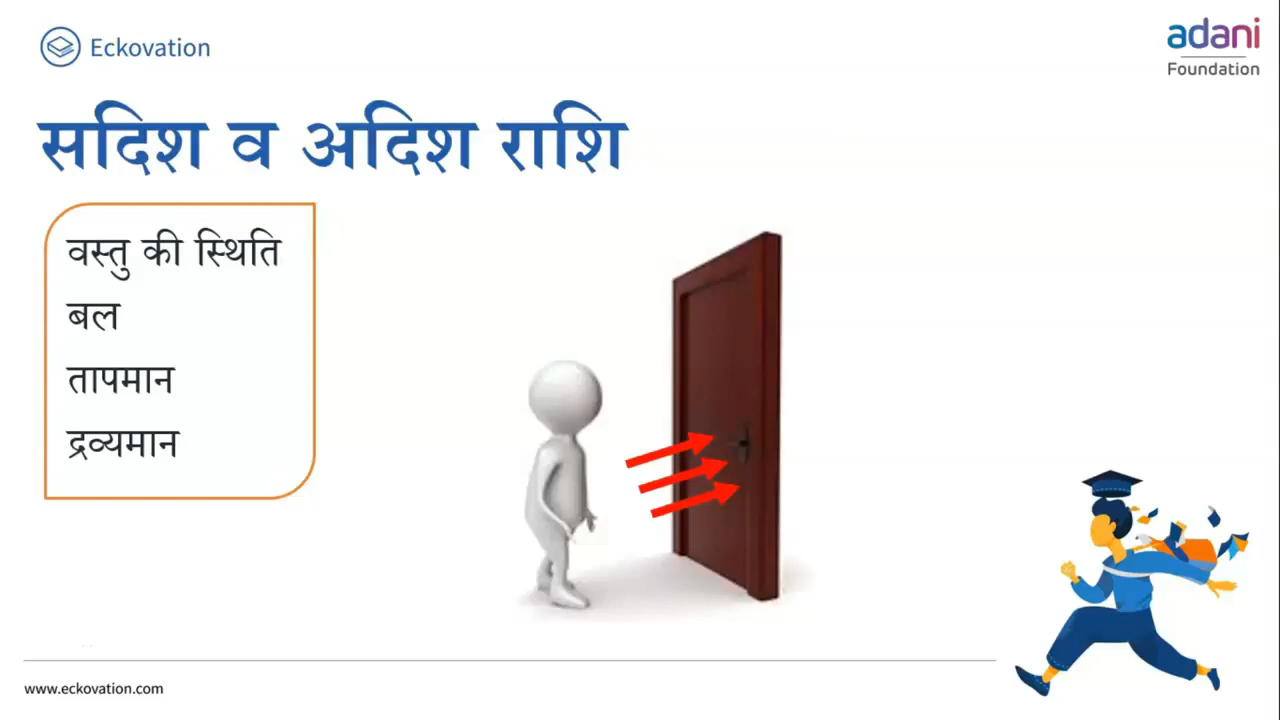 Eckovation
adani
Foundation
सदिश व अदिश राशि
वस्तु की स्थिति
बल
तापमान
द्रव्यमान
www.eckovation.com